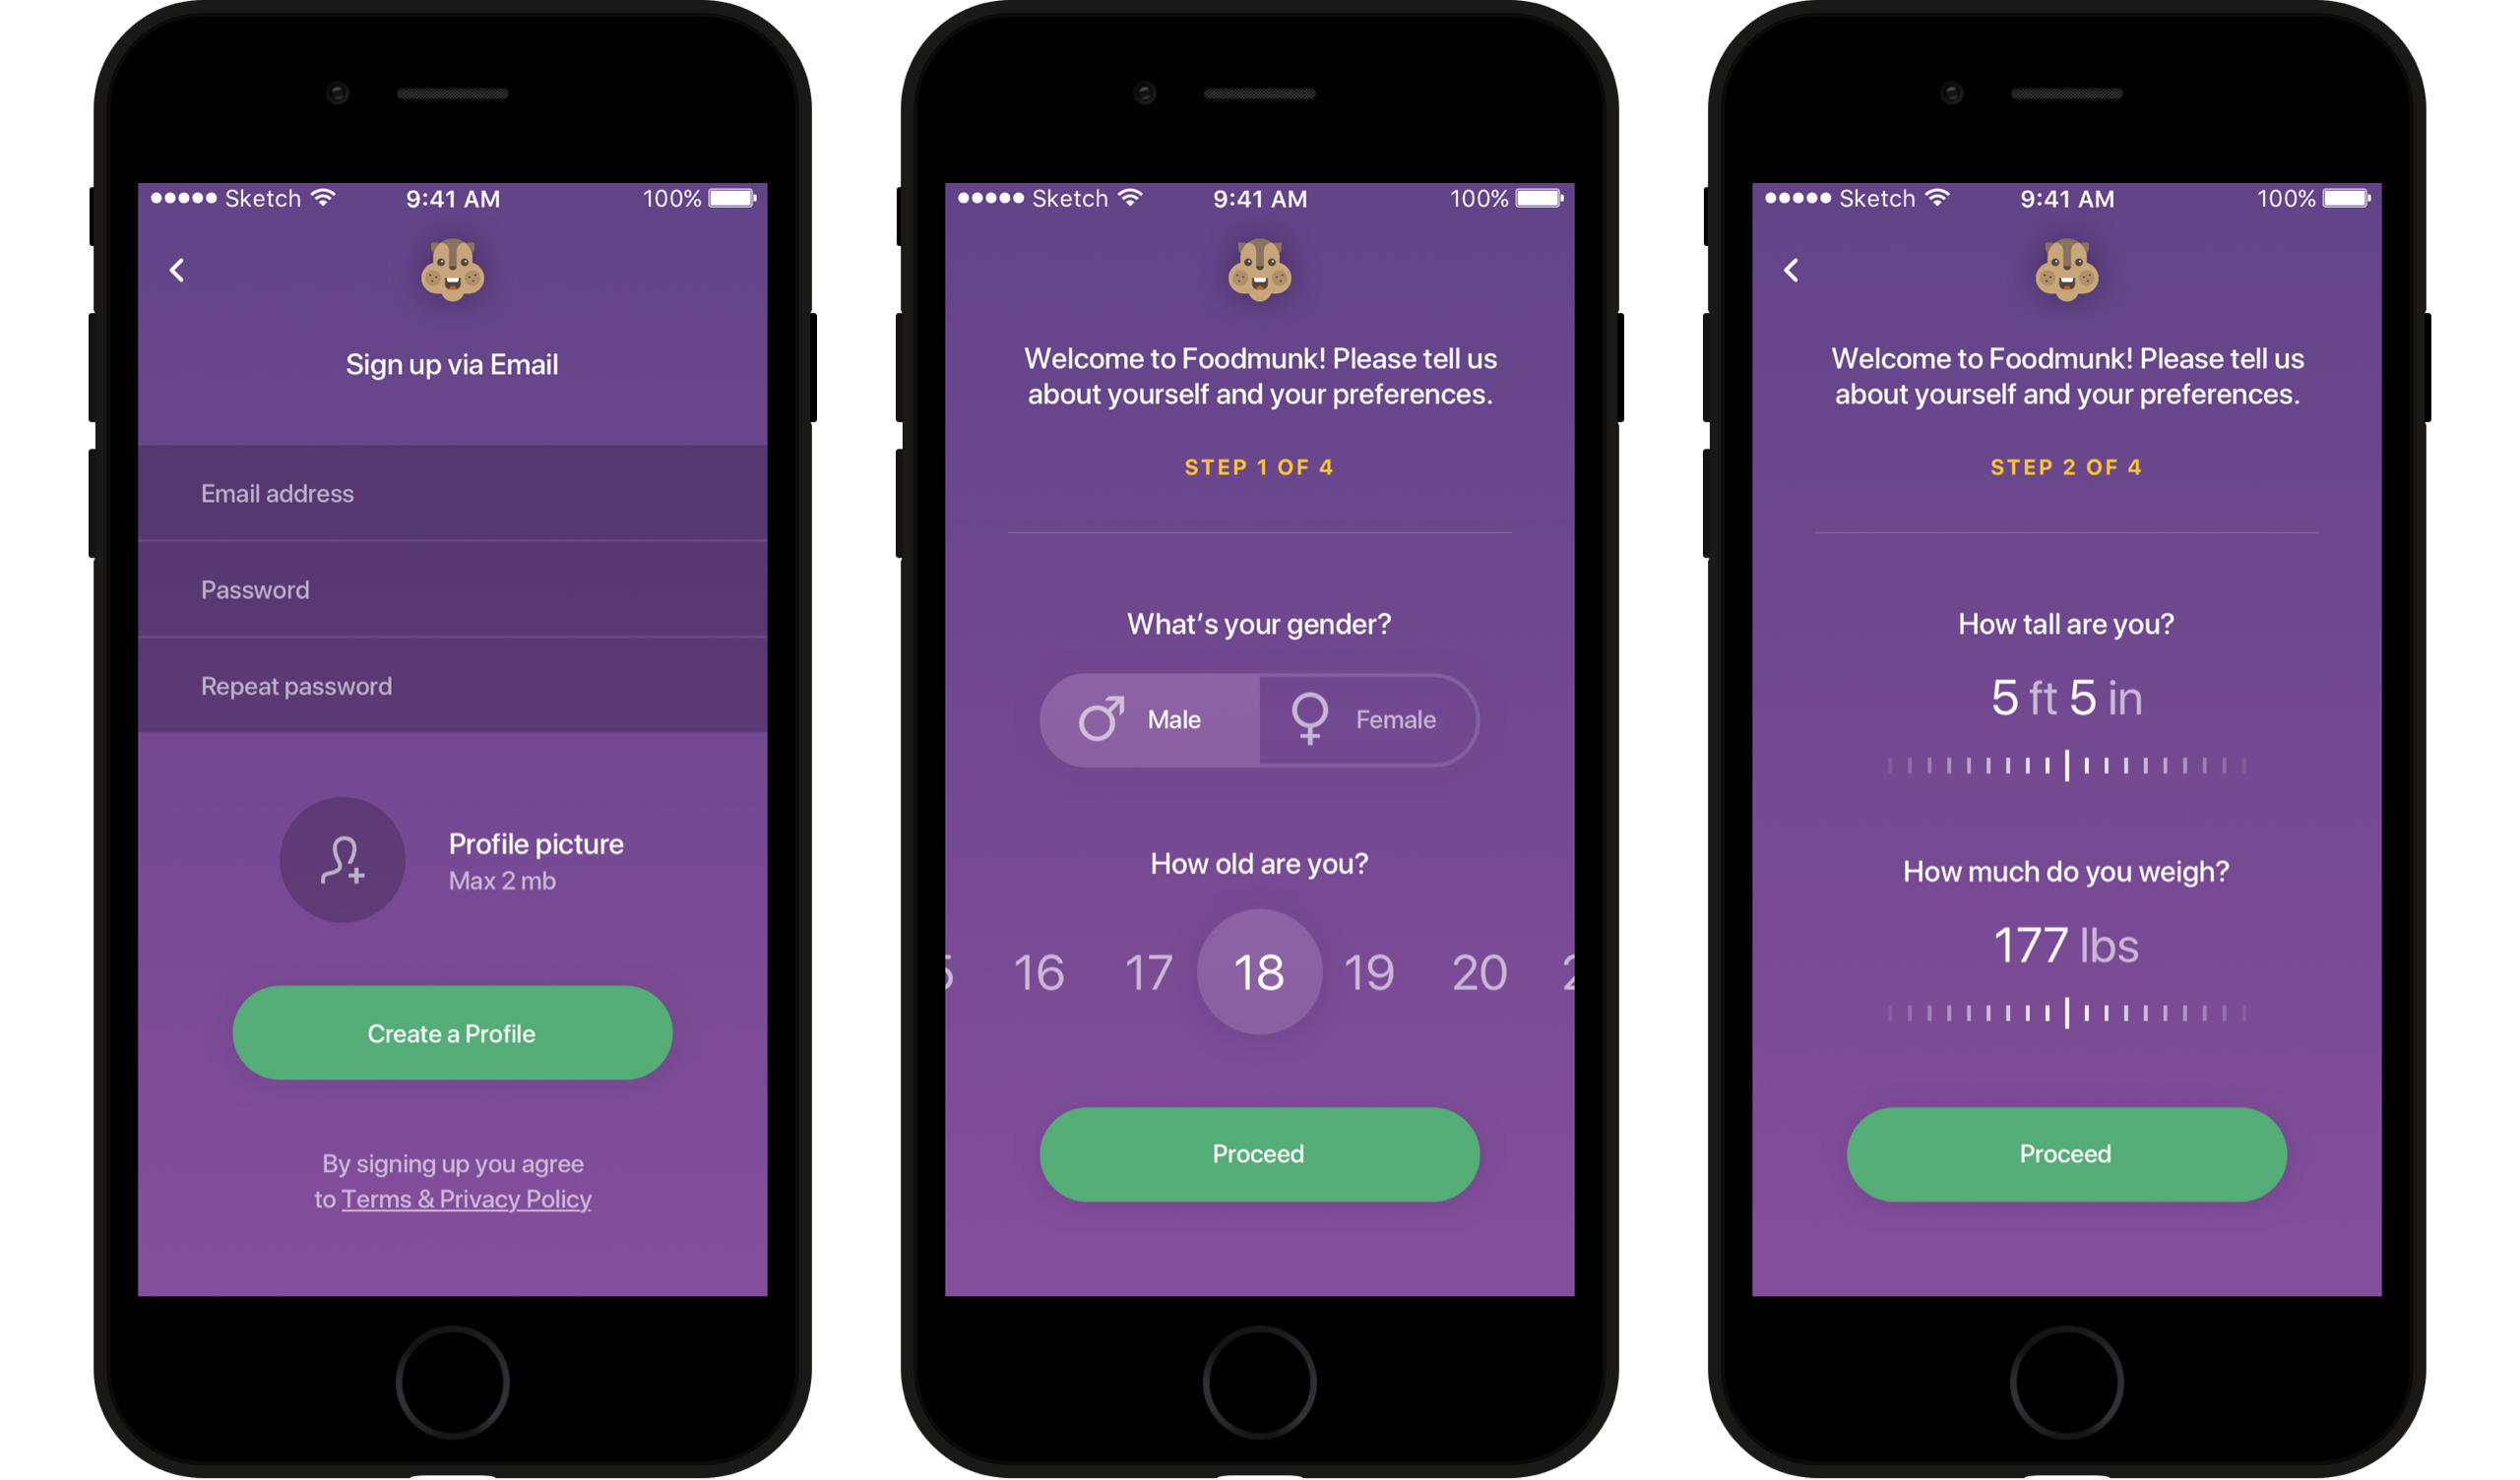 Sketch 9:41 AM 100%
Sign up via Email
Email address
Password
Repeat password
Profile picture
Max 2 mb
Create a Profile
By signing up you agree
to Terms & Privacy Policy
Sketch 9:41 AM 100%
Welcome to Foodmunk! Please tell us
about yourself and your preferences.
STEP 1 OF 4
What’s your gender?
Male Female
How old are you?
16 17 18 19 20
Proceed
Sketch 9:41 AM 100%
Welcome to Foodmunk! Please tell us
about yourself and your preferences.
STEP 2 OF 4
How tall are you?
5 ft 5 in
How much do you weigh?
177 lbs
Proceed